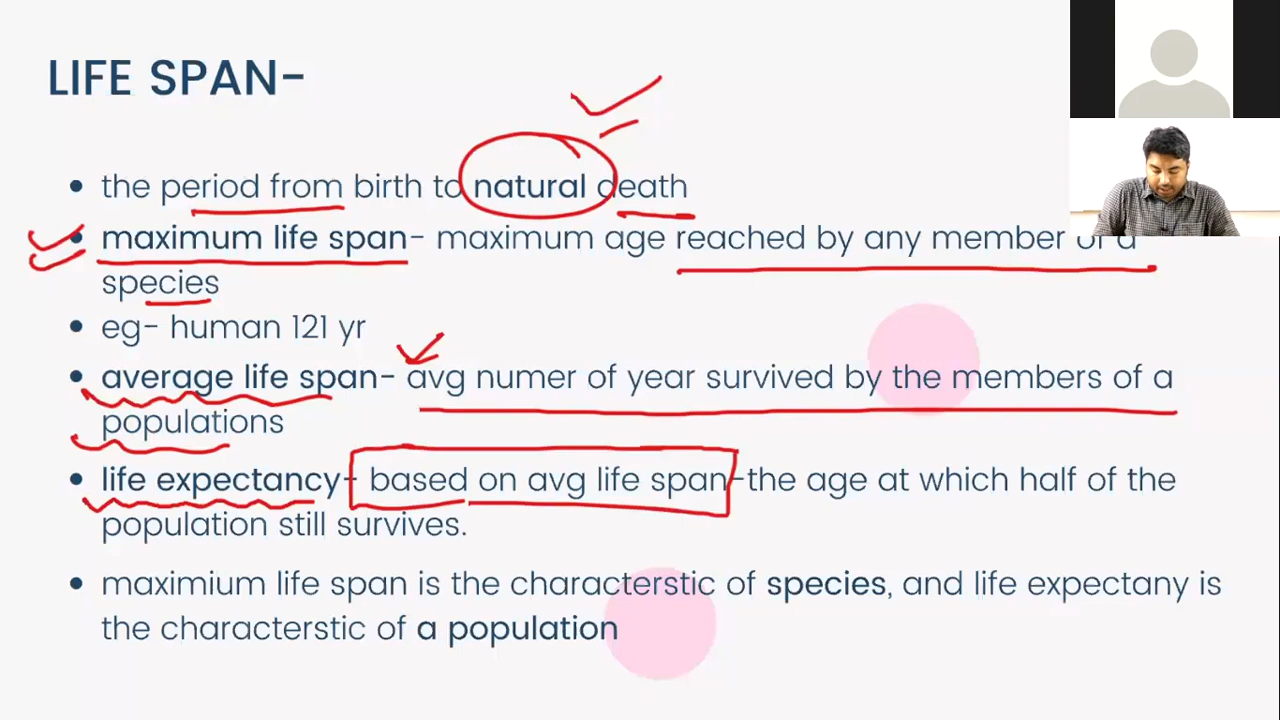 LIFE SPAN-
• the period from birth to natural death
• maximum life span- maximum age reached by any member of a
species
• eg- human 121 yr
• average life span- avg numer of year survived by the members of a
populations
• life expectancy- based on avg life span-the age at which half of the
population still survives.
• maximium life span is the characterstic of species, and life expectany is
the characterstic of a population